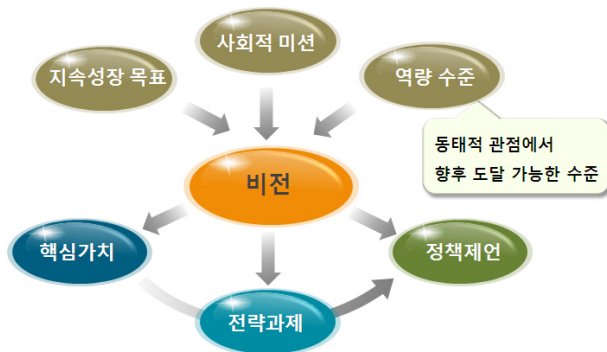 사회적 미션
지속성장 목표
역량 수준
동태적 관점에서
향후 도달 가능한 수준
비전
핵심가치
정책제언
전략과제